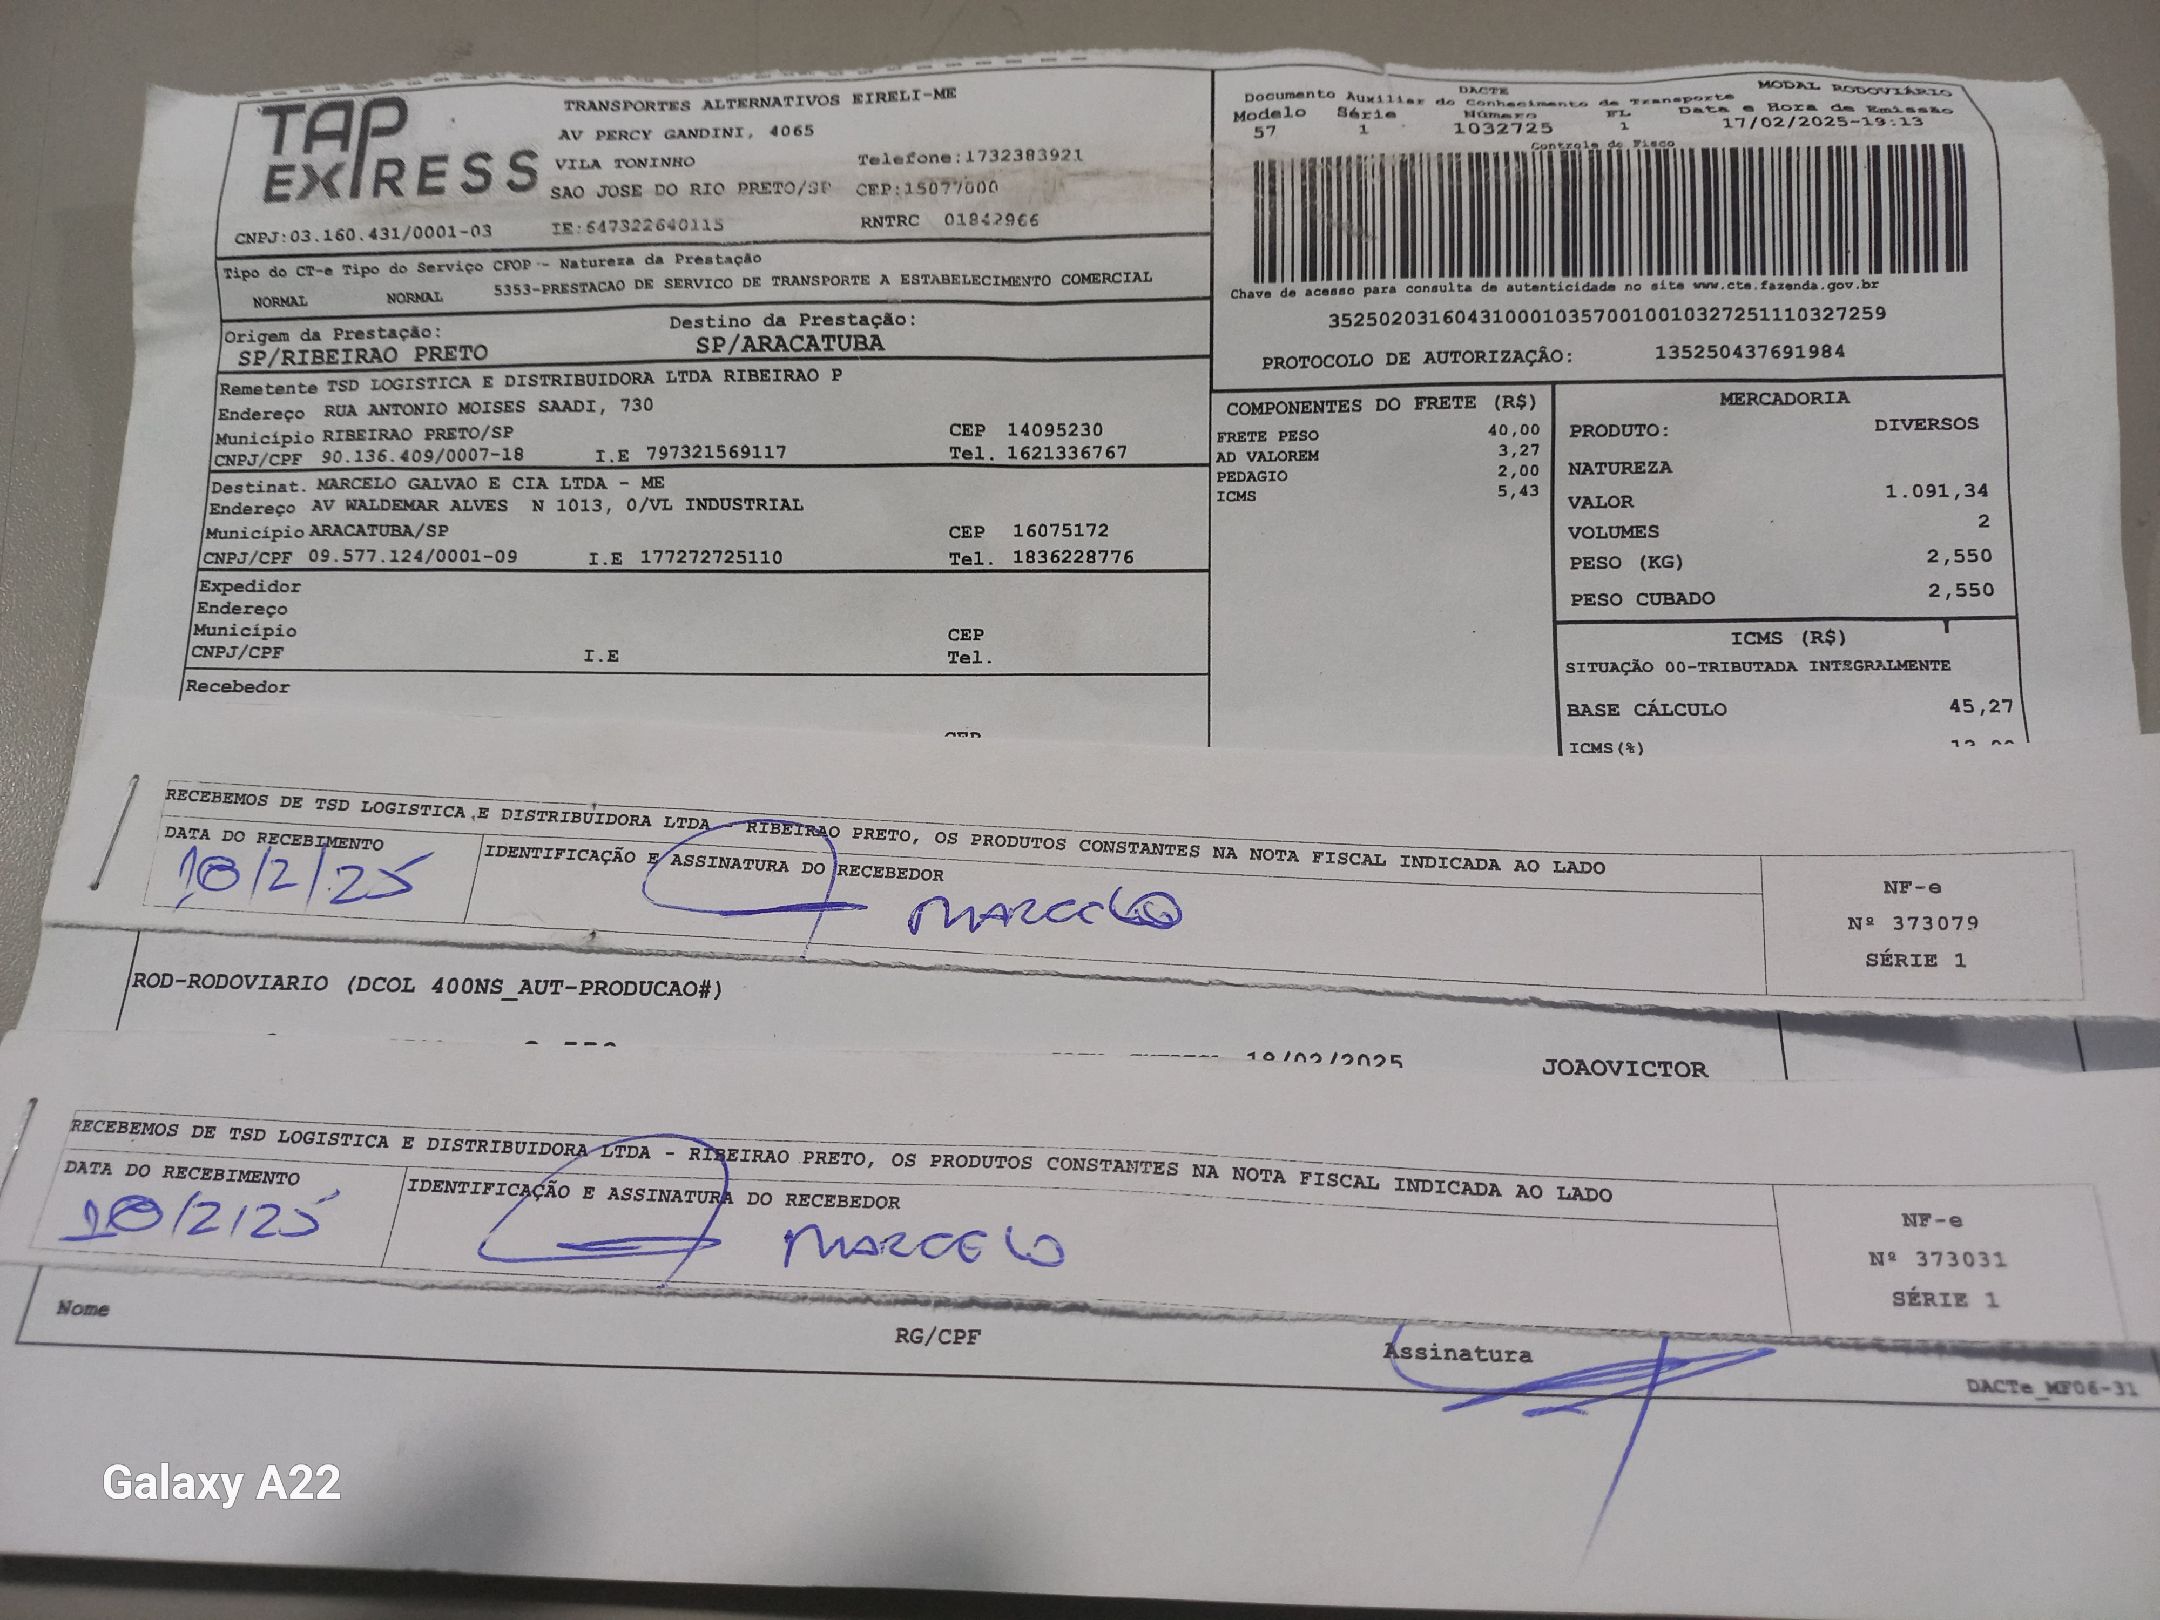 TAP EXPRESS
TRANSPORTES ALTERNATIVOS EIRELI-ME
AV PERCY GANDINI, 4065
VILA TONINHO Telefone:1732383921
SAO JOSE DO RIO PRETO/SP CEP:15077000
CNPJ:03.160.431/0001-03 IE:647322640115 RNTRC 01842966
DACTE MODAL RODOVIÁRIO
Documento Auxiliar do Conhecimento de Transporte
Modelo Série Número FL Data e Hora de Emissão
57 1 1032725 1 17/02/2025-19:13
Controle do Fisco
Chave de acesso para consulta de autenticidade no site www.cte.fazenda.gov.br
35250203160431000103570010010327251110327259
PROTOCOLO DE AUTORIZAÇÃO: 135250437691984
Tipo do CT-e Tipo do Serviço CFOP - Natureza da Prestação
NORMAL NORMAL 5353-PRESTACAO DE SERVICO DE TRANSPORTE A ESTABELECIMENTO COMERCIAL
Origem da Prestação: Destino da Prestação:
SP/RIBEIRAO PRETO SP/ARACATUBA
Remetente TSD LOGISTICA E DISTRIBUIDORA LTDA RIBEIRAO P
Endereço RUA ANTONIO MOISES SAADI, 730
Município RIBEIRAO PRETO/SP CEP 14095230
CNPJ/CPF 90.136.409/0007-18 I.E 797321569117 Tel. 1621336767
Destinat. MARCELO GALVAO E CIA LTDA - ME
Endereço AV WALDEMAR ALVES N 1013, 0/VL INDUSTRIAL
Município ARACATUBA/SP CEP 16075172
CNPJ/CPF 09.577.124/0001-09 I.E 177272725110 Tel. 1836228776
Expedidor
Endereço
Município CEP
CNPJ/CPF I.E Tel.
Recebedor
CEP
COMPONENTES DO FRETE (R$)
FRETE PESO 40,00
AD VALOREM 3,27
PEDAGIO 2,00
ICMS 5,43
MERCADORIA
PRODUTO: DIVERSOS
NATUREZA
VALOR 1.091,34
VOLUMES 2
PESO (KG) 2,550
PESO CUBADO 2,550
ICMS (R$)
SITUAÇÃO 00-TRIBUTADA INTEGRALMENTE
BASE CÁLCULO 45,27
ICMS(%)
RECEBEMOS DE TSD LOGISTICA E DISTRIBUIDORA LTDA - RIBEIRAO PRETO, OS PRODUTOS CONSTANTES NA NOTA FISCAL INDICADA AO LADO
DATA DO RECEBIMENTO IDENTIFICAÇÃO E ASSINATURA DO RECEBEDOR
18/2/25 MARCELO
NF-e
Nº 373079
SÉRIE 1
ROD-RODOVIARIO (DCOL 400NS_AUT-PRODUCAO#)
18/02/2025 JOAOVICTOR
RECEBEMOS DE TSD LOGISTICA E DISTRIBUIDORA LTDA - RIBEIRAO PRETO, OS PRODUTOS CONSTANTES NA NOTA FISCAL INDICADA AO LADO
DATA DO RECEBIMENTO IDENTIFICAÇÃO E ASSINATURA DO RECEBEDOR
18/2/25 MARCELO
NF-e
Nº 373031
SÉRIE 1
Nome RG/CPF Assinatura
DACTe_MF06-31
Galaxy A22